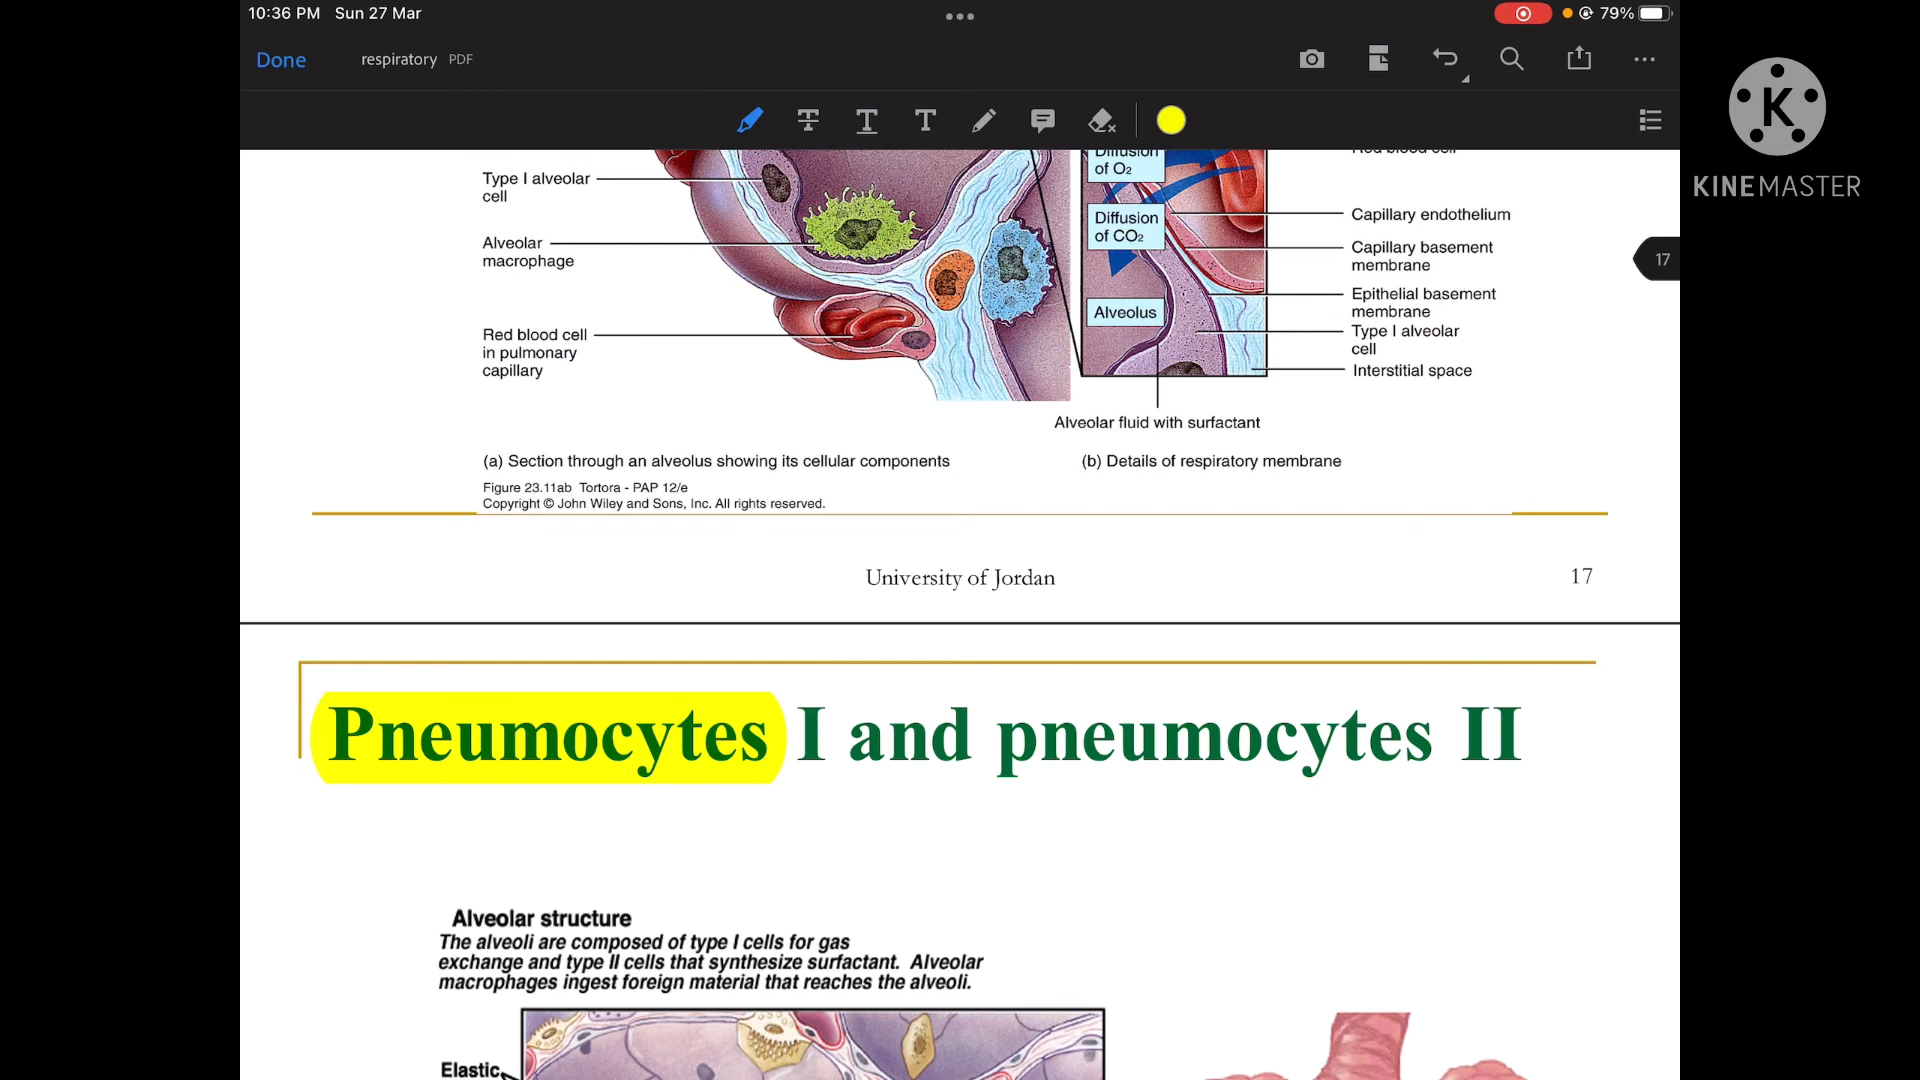 10:36 PM Sun 27 Mar
79%
Done
respiratory PDF
KINEMASTER
Type I alveolar
cell
Alveolar
macrophage
Red blood cell
in pulmonary
capillary
Diffusion
of O₂
Diffusion
of CO₂
Alveolus
Red blood cell
Capillary endothelium
Capillary basement
membrane
Epithelial basement
membrane
Type I alveolar
cell
Interstitial space
17
Alveolar fluid with surfactant
(a) Section through an alveolus showing its cellular components
(b) Details of respiratory membrane
Figure 23.11ab Tortora - PAP 12/e
Copyright © John Wiley and Sons, Inc. All rights reserved.
University of Jordan
17
Pneumocytes I and pneumocytes II
Alveolar structure
The alveoli are composed of type I cells for gas
exchange and type II cells that synthesize surfactant. Alveolar
macrophages ingest foreign material that reaches the alveoli.
Elastic